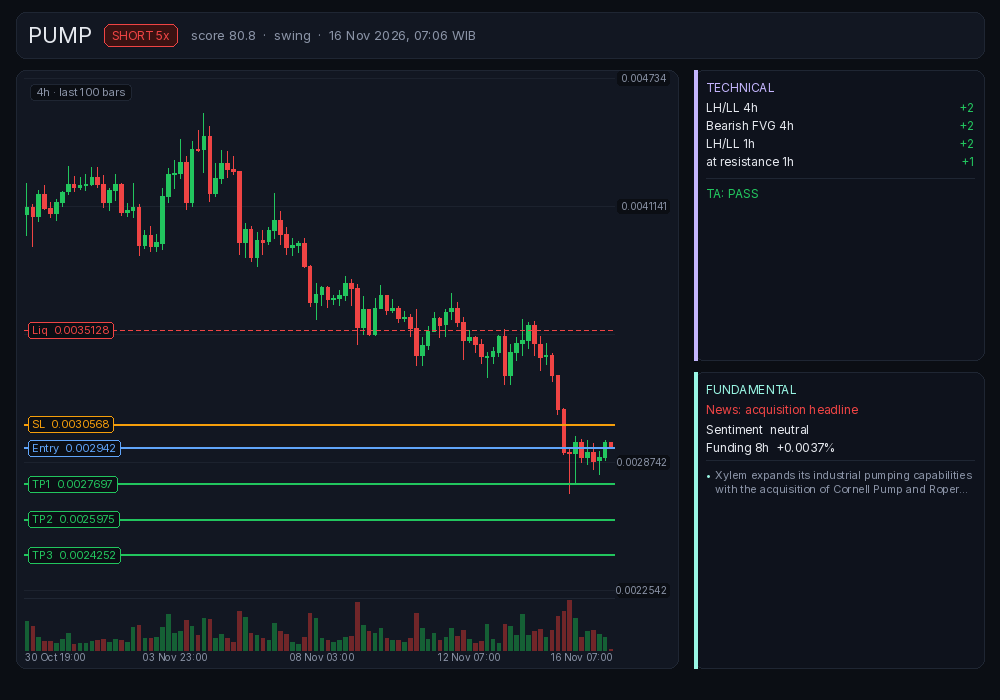 PUMP SHORT 5x score 80.8 · swing · 16 Nov 2026, 07:06 WIB
4h · last 100 bars
0.004734
0.0041141
Liq 0.0035128
SL 0.0030568
Entry 0.002942
0.0028742
TP1 0.0027697
TP2 0.0025975
TP3 0.0024252
0.0022542
30 Oct 19:00 03 Nov 23:00 08 Nov 03:00 12 Nov 07:00 16 Nov 07:00
TECHNICAL
LH/LL 4h +2
Bearish FVG 4h +2
LH/LL 1h +2
at resistance 1h +1
TA: PASS
FUNDAMENTAL
News: acquisition headline
Sentiment neutral
Funding 8h +0.0037%
• Xylem expands its industrial pumping capabilities
with the acquisition of Cornell Pump and Roper...